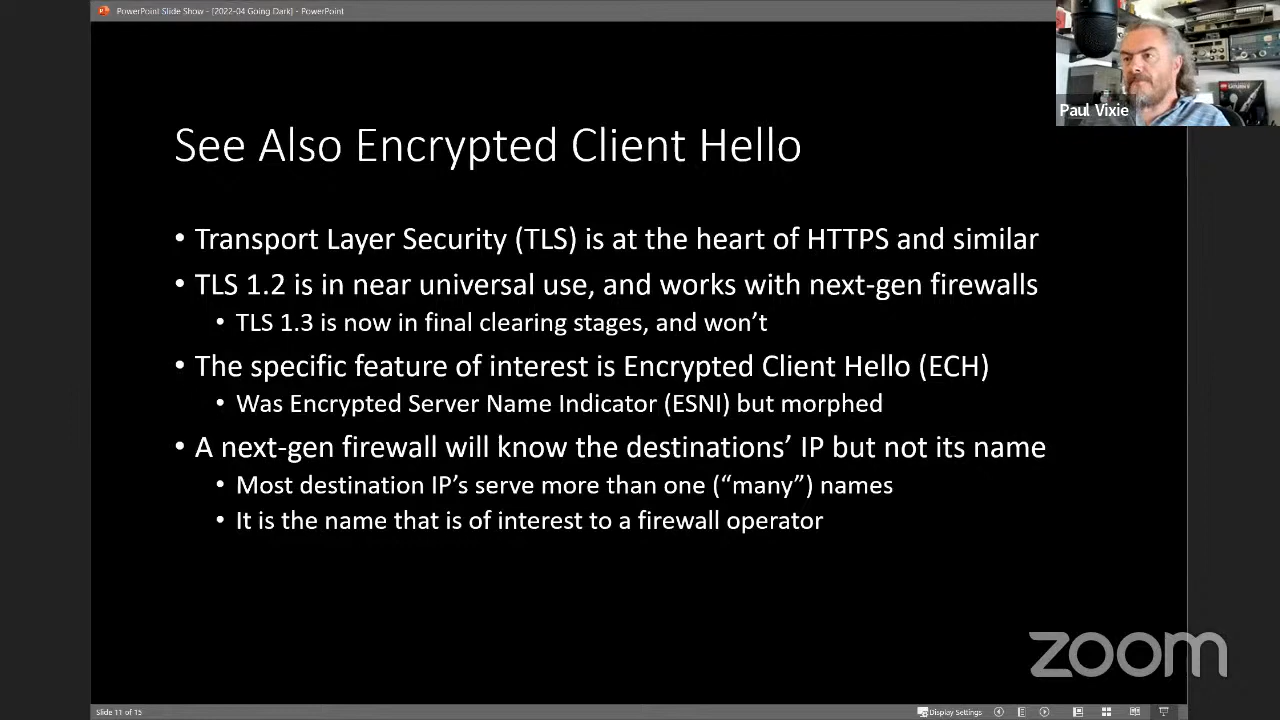 PowerPoint Slide Show - [2022-04 Going Dark] - PowerPoint
Paul Vixie
See Also Encrypted Client Hello
• Transport Layer Security (TLS) is at the heart of HTTPS and similar
• TLS 1.2 is in near universal use, and works with next-gen firewalls
• TLS 1.3 is now in final clearing stages, and won’t
• The specific feature of interest is Encrypted Client Hello (ECH)
• Was Encrypted Server Name Indicator (ESNI) but morphed
• A next-gen firewall will know the destinations’ IP but not its name
• Most destination IP’s serve more than one (“many”) names
• It is the name that is of interest to a firewall operator
zoom
Slide 11 of 15
Display Settings